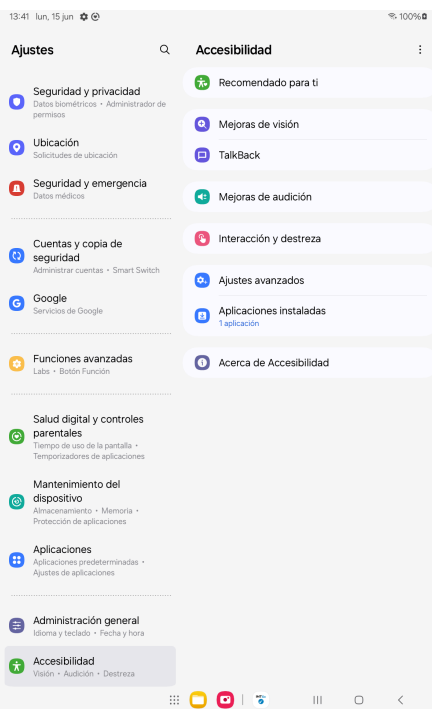 13:41 lun, 15 jun
100%
Ajustes
Seguridad y privacidad
Datos biométricos • Administrador de
permisos
Ubicación
Solicitudes de ubicación
Seguridad y emergencia
Datos médicos
Cuentas y copia de
seguridad
Administrar cuentas • Smart Switch
Google
Servicios de Google
Funciones avanzadas
Labs • Botón Función
Salud digital y controles
parentales
Tiempo de uso de la pantalla •
Temporizadores de aplicaciones
Mantenimiento del
dispositivo
Almacenamiento • Memoria •
Protección de aplicaciones
Aplicaciones
Aplicaciones predeterminadas •
Ajustes de aplicaciones
Administración general
Idioma y teclado • Fecha y hora
Accesibilidad
Visión • Audición • Destreza
Accesibilidad
Recomendado para ti
Mejoras de visión
TalkBack
Mejoras de audición
Interacción y destreza
Ajustes avanzados
Aplicaciones instaladas
1 aplicación
Acerca de Accesibilidad